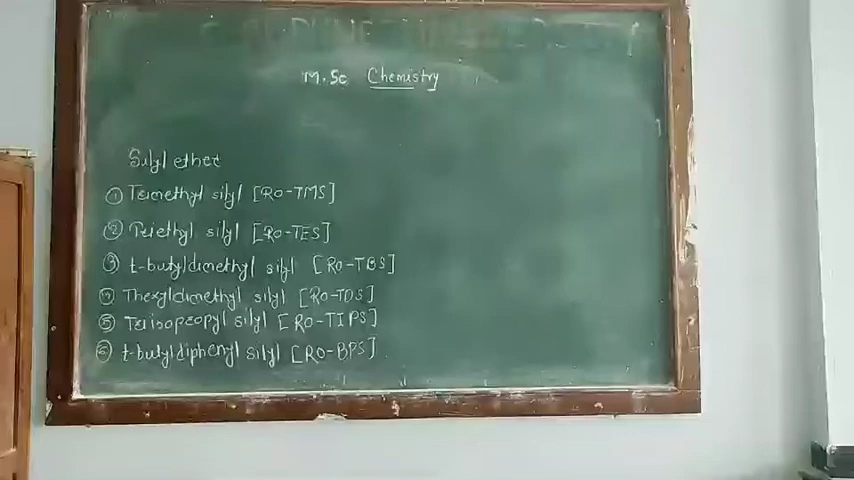 M.Sc Chemistry
Silyl ether
① Trimethyl silyl [RO-TMS]
② Triethyl silyl [RO-TES]
③ t-butyldimethyl silyl [RO-TBS]
④ Thexyldimethyl silyl [RO-TDS]
⑤ Triisopropyl silyl [RO-TIPS]
⑥ t-butyldiphenyl silyl [RO-BPS]